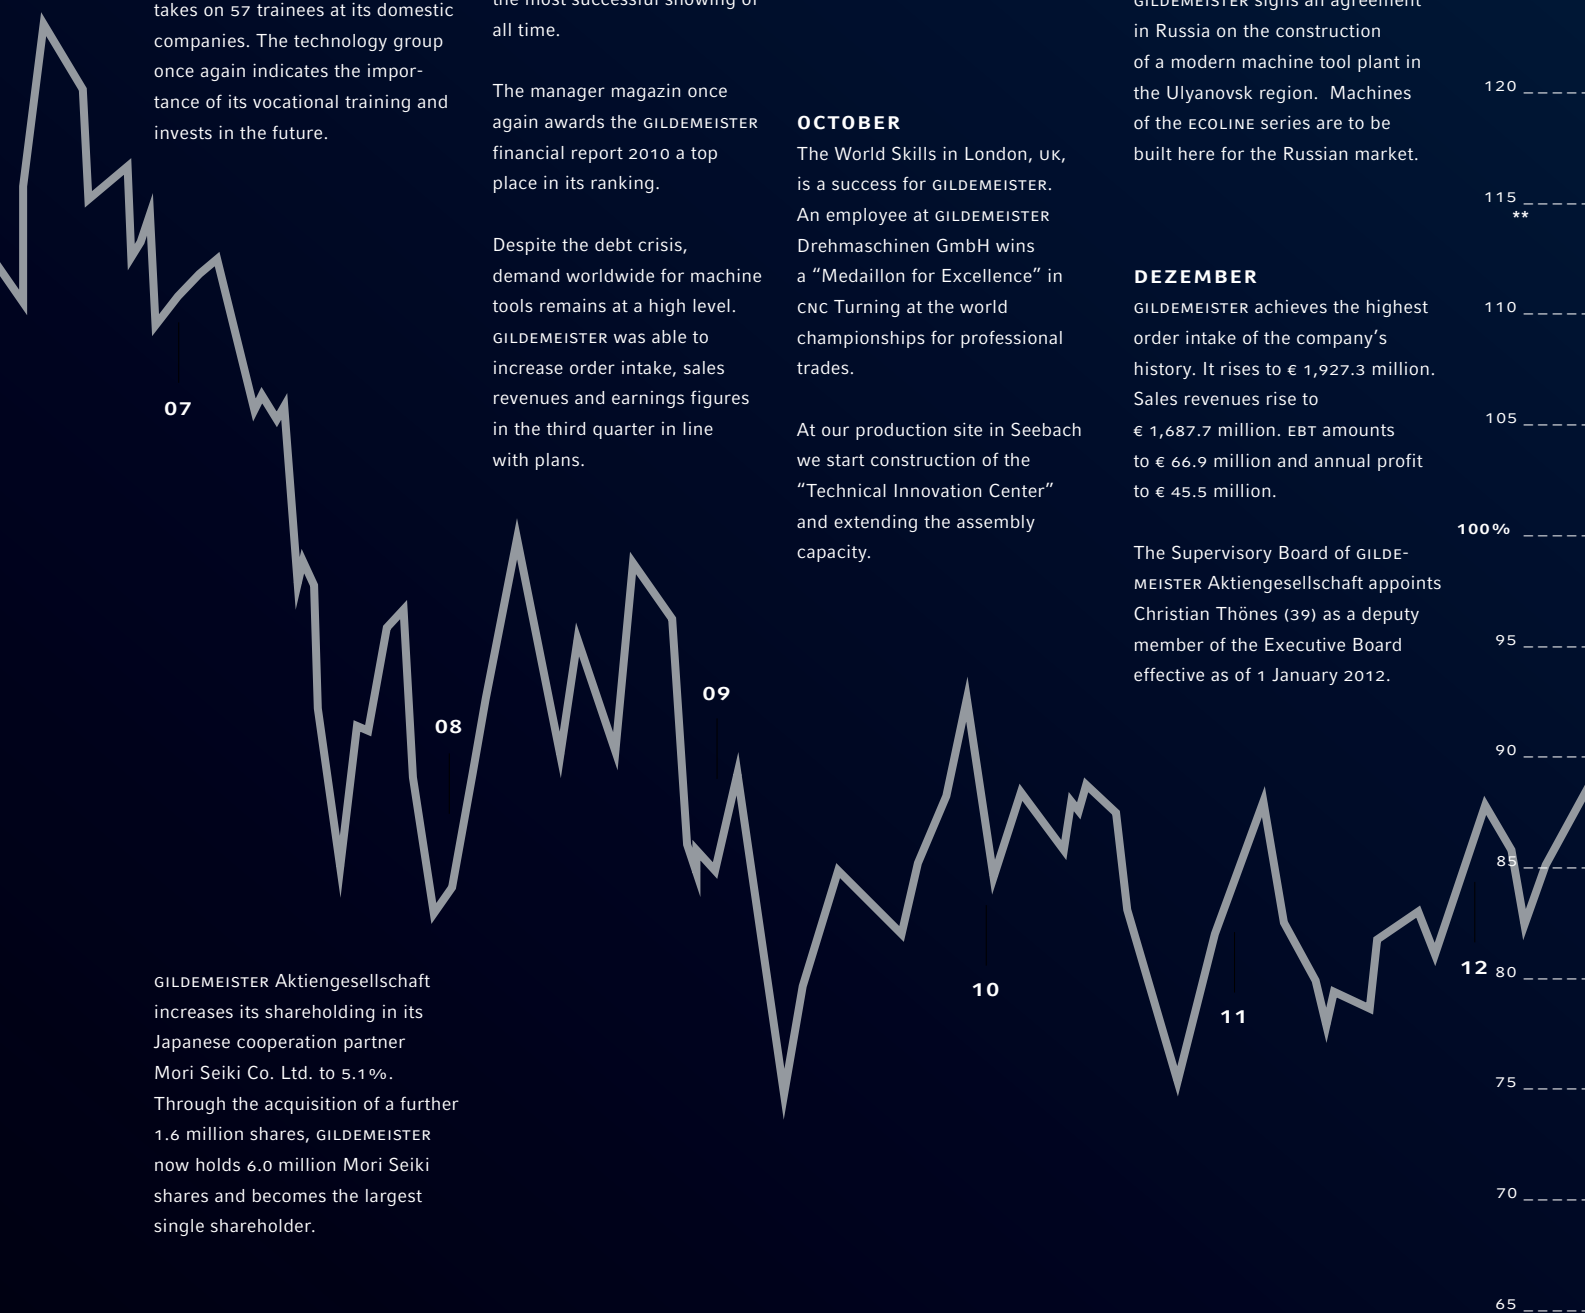 takes on 57 trainees at its domestic
companies. The technology group
once again indicates the impor-
tance of its vocational training and
invests in the future.
07
GILDEMEISTER Aktiengesellschaft
increases its shareholding in its
Japanese cooperation partner
Mori Seiki Co. Ltd. to 5.1%.
Through the acquisition of a further
1.6 million shares, GILDEMEISTER
now holds 6.0 million Mori Seiki
shares and becomes the largest
single shareholder.
the most successful showing of
all time.
The manager magazin once
again awards the GILDEMEISTER
financial report 2010 a top
place in its ranking.
Despite the debt crisis,
demand worldwide for machine
tools remains at a high level.
GILDEMEISTER was able to
increase order intake, sales
revenues and earnings figures
in the third quarter in line
with plans.
08
09
OCTOBER
The World Skills in London, UK,
is a success for GILDEMEISTER.
An employee at GILDEMEISTER
Drehmaschinen GmbH wins
a “Medaillon for Excellence” in
CNC Turning at the world
championships for professional
trades.
At our production site in Seebach
we start construction of the
“Technical Innovation Center”
and extending the assembly
capacity.
10
GILDEMEISTER signs an agreement
in Russia on the construction
of a modern machine tool plant in
the Ulyanovsk region. Machines
of the ECOLINE series are to be
built here for the Russian market.
DEZEMBER
GILDEMEISTER achieves the highest
order intake of the company’s
history. It rises to € 1,927.3 million.
Sales revenues rise to
€ 1,687.7 million. EBT amounts
to € 66.9 million and annual profit
to € 45.5 million.
The Supervisory Board of GILDE-
MEISTER Aktiengesellschaft appoints
Christian Thönes (39) as a deputy
member of the Executive Board
effective as of 1 January 2012.
11
12
120
115
**
110
105
100%
95
90
85
80
75
70
65